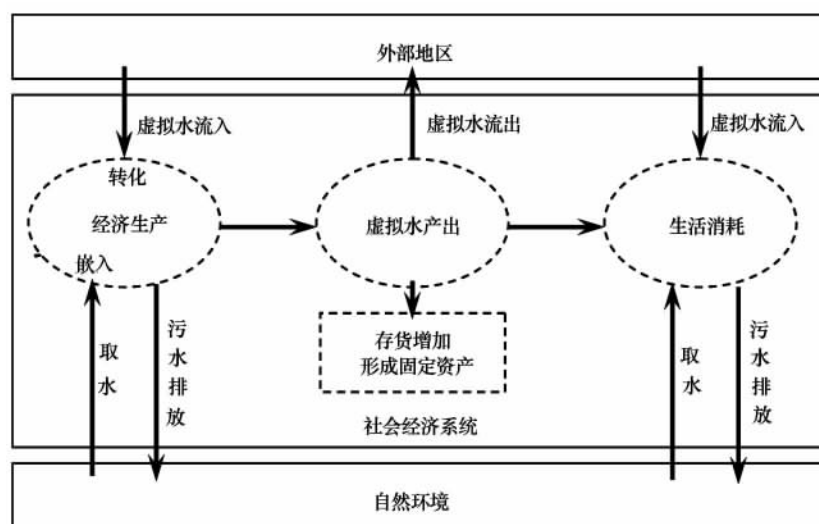 外部地区
虚拟水流入
虚拟水流出
虚拟水流入
转化
经济生产
嵌入
虚拟水产出
生活消耗
存货增加
形成固定资产
取水
污水排放
取水
污水排放
社会经济系统
自然环境